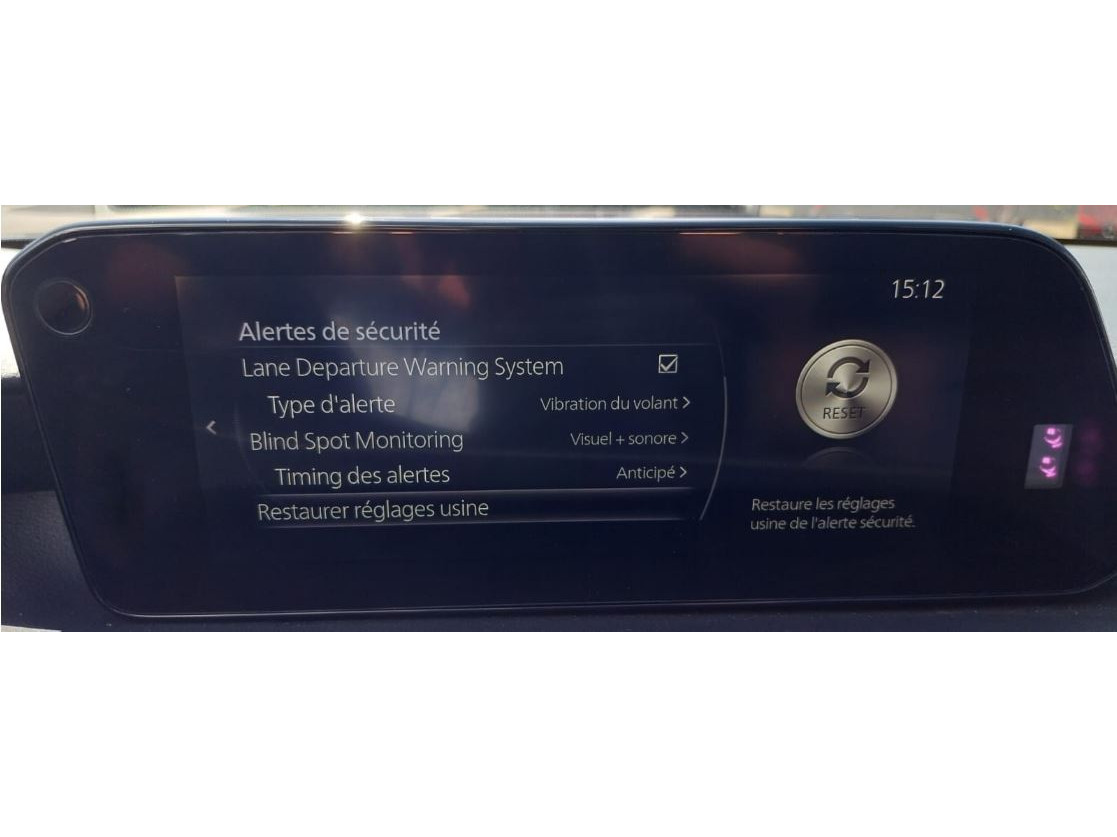 15:12
Alertes de sécurité
Lane Departure Warning System
Type d'alerte Vibration du volant >
Blind Spot Monitoring Visuel + sonore >
Timing des alertes Anticipé >
Restaurer réglages usine
RESET
Restaure les réglages
usine de l'alerte sécurité.